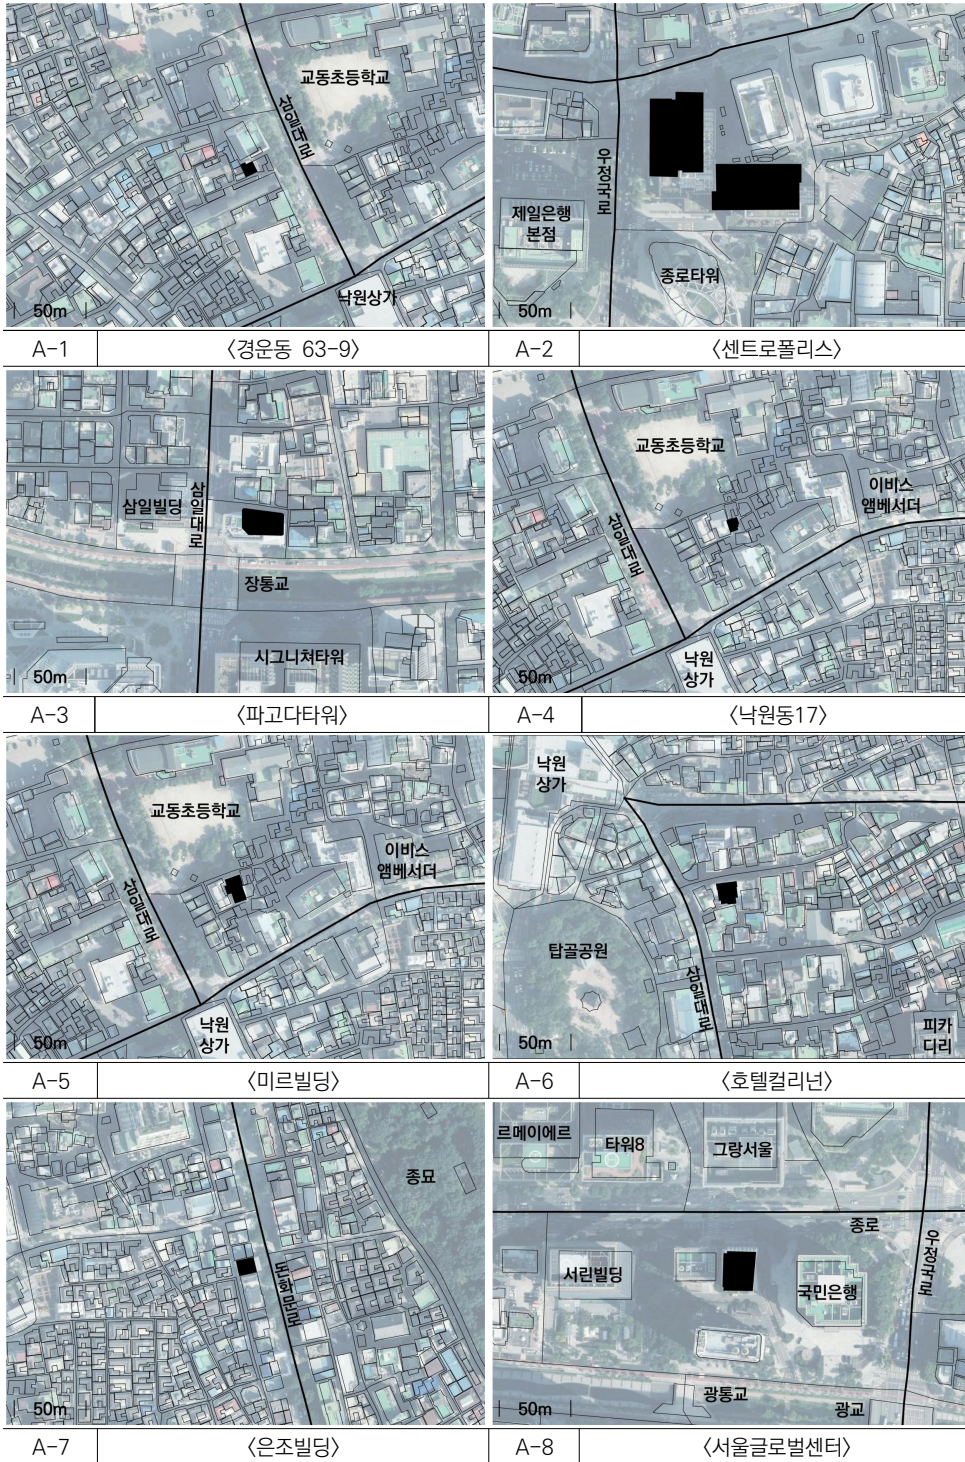 교동초등학교
삼일대로
낙원상가
50m
A-1 〈경운동 63-9〉
우정국로
제일은행
본점
종로타워
50m
A-2 〈센트로폴리스〉
삼일빌딩
삼일대로
장통교
시그니쳐타워
50m
A-3 〈파고다타워〉
교동초등학교
이비스
앰베서더
삼일대로
낙원
상가
50m
A-4 〈낙원동17〉
교동초등학교
이비스
앰베서더
삼일대로
낙원
상가
50m
A-5 〈미르빌딩〉
낙원
상가
탑골공원
삼일대로
피카
디리
50m
A-6 〈호텔컬리넌〉
종묘
돈화문로
50m
A-7 〈은조빌딩〉
르메이에르
타워8
그랑서울
종로
우정국로
서린빌딩
국민은행
광통교
광교
50m
A-8 〈서울글로벌센터〉